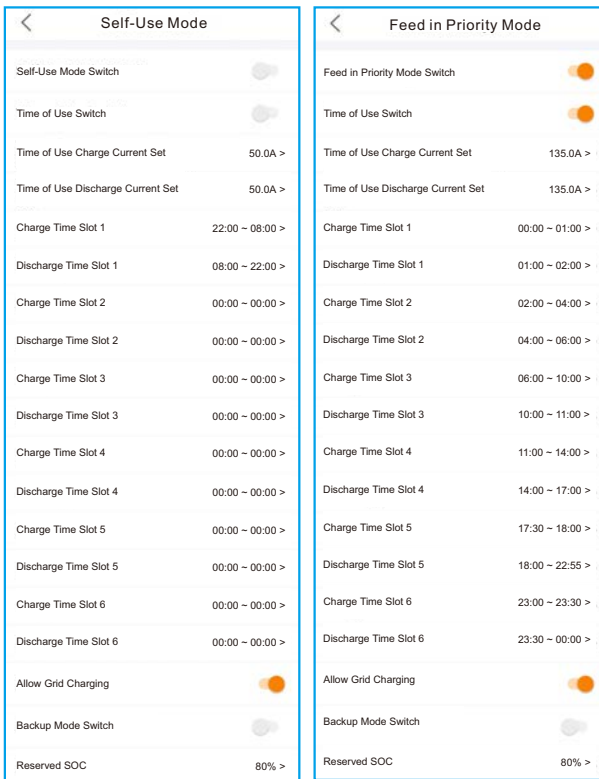 Self-Use Mode
Self-Use Mode Switch
Time of Use Switch
Time of Use Charge Current Set 50.0A >
Time of Use Discharge Current Set 50.0A >
Charge Time Slot 1 22:00 ~ 08:00 >
Discharge Time Slot 1 08:00 ~ 22:00 >
Charge Time Slot 2 00:00 ~ 00:00 >
Discharge Time Slot 2 00:00 ~ 00:00 >
Charge Time Slot 3 00:00 ~ 00:00 >
Discharge Time Slot 3 00:00 ~ 00:00 >
Charge Time Slot 4 00:00 ~ 00:00 >
Discharge Time Slot 4 00:00 ~ 00:00 >
Charge Time Slot 5 00:00 ~ 00:00 >
Discharge Time Slot 5 00:00 ~ 00:00 >
Charge Time Slot 6 00:00 ~ 00:00 >
Discharge Time Slot 6 00:00 ~ 00:00 >
Allow Grid Charging
Backup Mode Switch
Reserved SOC 80% >
Feed in Priority Mode
Feed in Priority Mode Switch
Time of Use Switch
Time of Use Charge Current Set 135.0A >
Time of Use Discharge Current Set 135.0A >
Charge Time Slot 1 00:00 ~ 01:00 >
Discharge Time Slot 1 01:00 ~ 02:00 >
Charge Time Slot 2 02:00 ~ 04:00 >
Discharge Time Slot 2 04:00 ~ 06:00 >
Charge Time Slot 3 06:00 ~ 10:00 >
Discharge Time Slot 3 10:00 ~ 11:00 >
Charge Time Slot 4 11:00 ~ 14:00 >
Discharge Time Slot 4 14:00 ~ 17:00 >
Charge Time Slot 5 17:30 ~ 18:00 >
Discharge Time Slot 5 18:00 ~ 22:55 >
Charge Time Slot 6 23:00 ~ 23:30 >
Discharge Time Slot 6 23:30 ~ 00:00 >
Allow Grid Charging
Backup Mode Switch
Reserved SOC 80% >